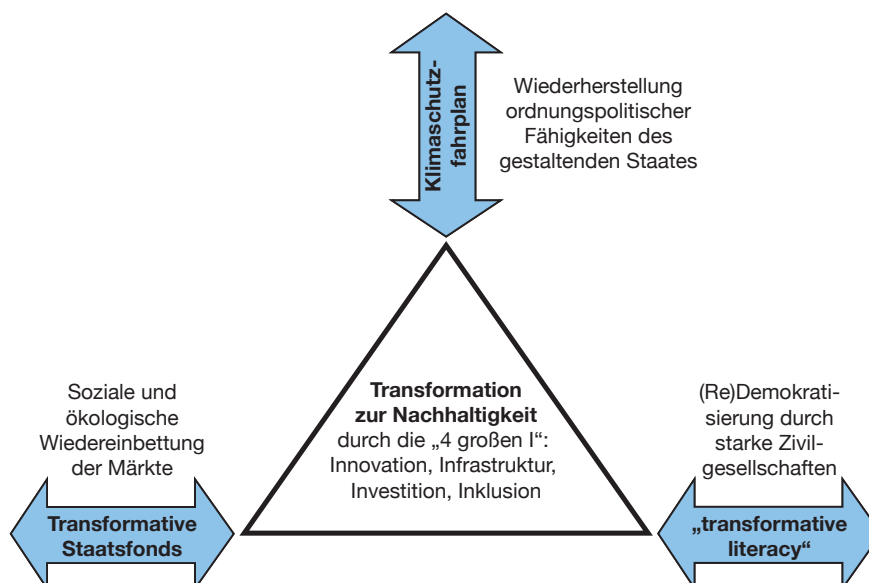 Klimaschutz-
fahrplan
Wiederherstellung
ordnungspolitischer
Fähigkeiten des
gestaltenden Staates
Transformation
zur Nachhaltigkeit
durch die „4 großen I“:
Innovation, Infrastruktur,
Investition, Inklusion
Soziale und
ökologische
Wiedereinbettung
der Märkte
Transformative
Staatsfonds
(Re)Demokrati-
sierung durch
starke Zivil-
gesellschaften
„transformative
literacy“